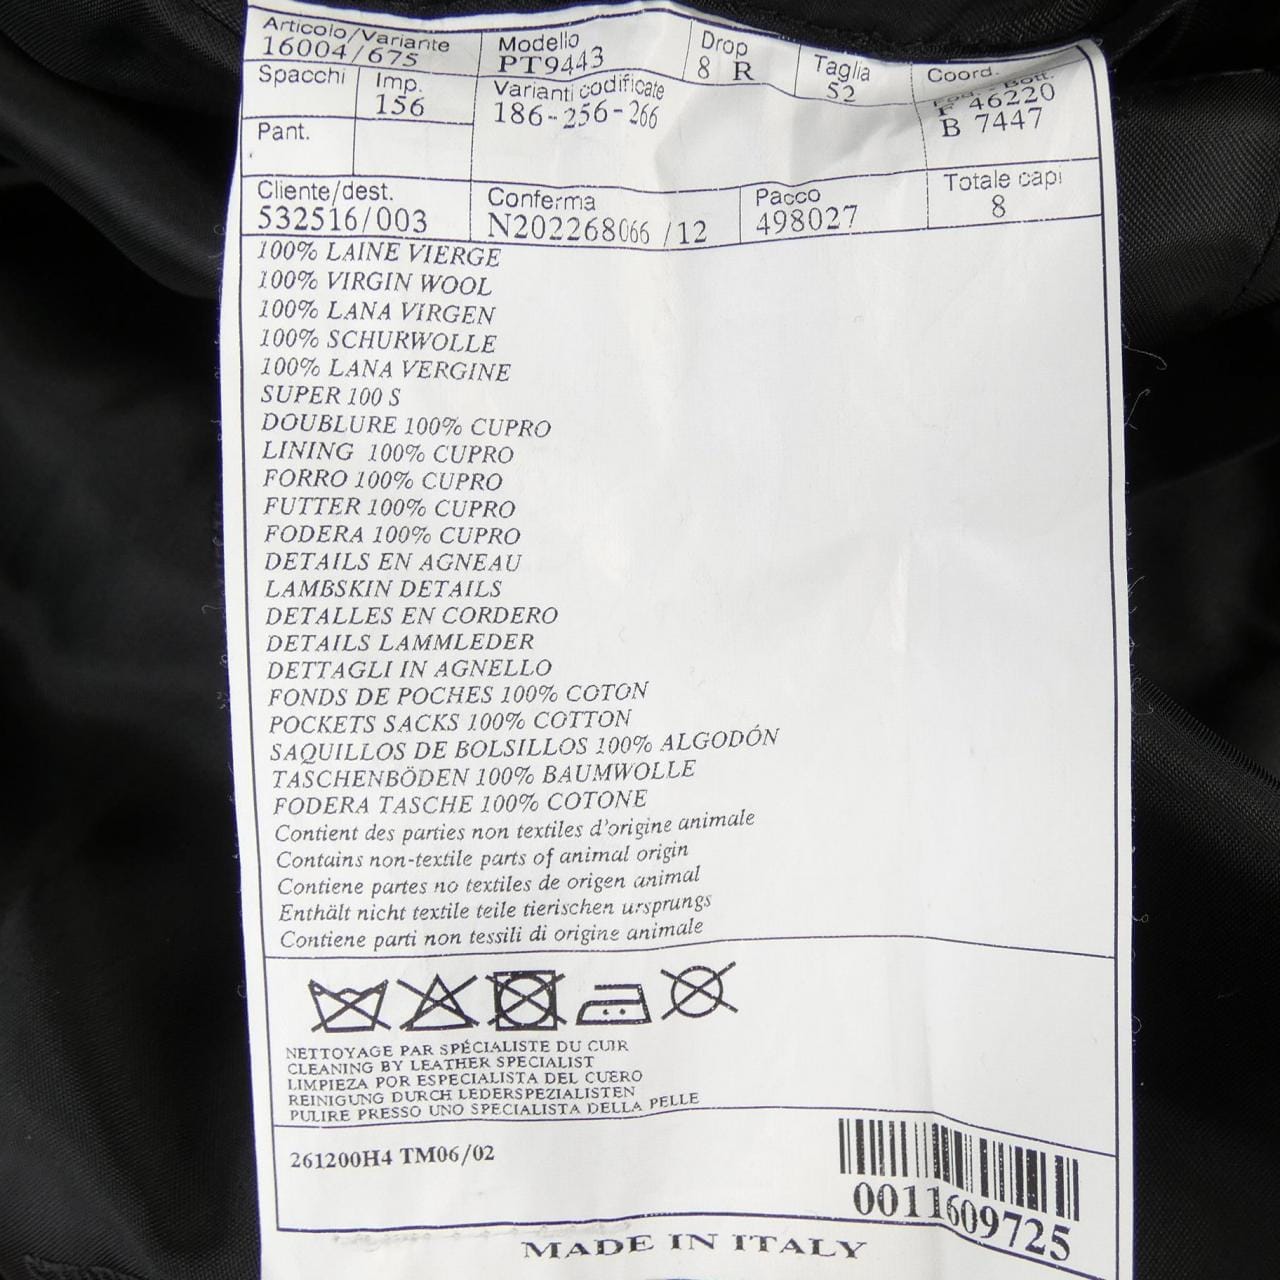 Articolo/Variante Modello Drop Taglia Coord.
16004/675 PT9443 8 R 52
Spacchi Imp. Varianti codificate Bott.
156 186-256-266 F 46220
Pant. B 7447
Cliente/dest. Conferma Pacco Totale capi
532516/003 N202268066 /12 498027 8
100% LAINE VIERGE
100% VIRGIN WOOL
100% LANA VIRGEN
100% SCHURWOLLE
100% LANA VERGINE
SUPER 100 S
DOUBLURE 100% CUPRO
LINING 100% CUPRO
FORRO 100% CUPRO
FUTTER 100% CUPRO
FODERA 100% CUPRO
DETAILS EN AGNEAU
LAMBSKIN DETAILS
DETALLES EN CORDERO
DETAILS LAMMLEDER
DETTAGLI IN AGNELLO
FONDS DE POCHES 100% COTON
POCKETS SACKS 100% COTTON
SAQUILLOS DE BOLSILLOS 100% ALGODÓN
TASCHENBÖDEN 100% BAUMWOLLE
FODERA TASCHE 100% COTONE
Contient des parties non textiles d'origine animale
Contains non-textile parts of animal origin
Contiene partes no textiles de origen animal
Enthält nicht textile teile tierischen ursprungs
Contiene parti non tessili di origine animale
NETTOYAGE PAR SPÉCIALISTE DU CUIR
CLEANING BY LEATHER SPECIALIST
LIMPIEZA POR ESPECIALISTA DEL CUERO
REINIGUNG DURCH LEDERSPEZIALISTEN
PULIRE PRESSO UNO SPECIALISTA DELLA PELLE
261200H4 TM06/02
0011609725
MADE IN ITALY